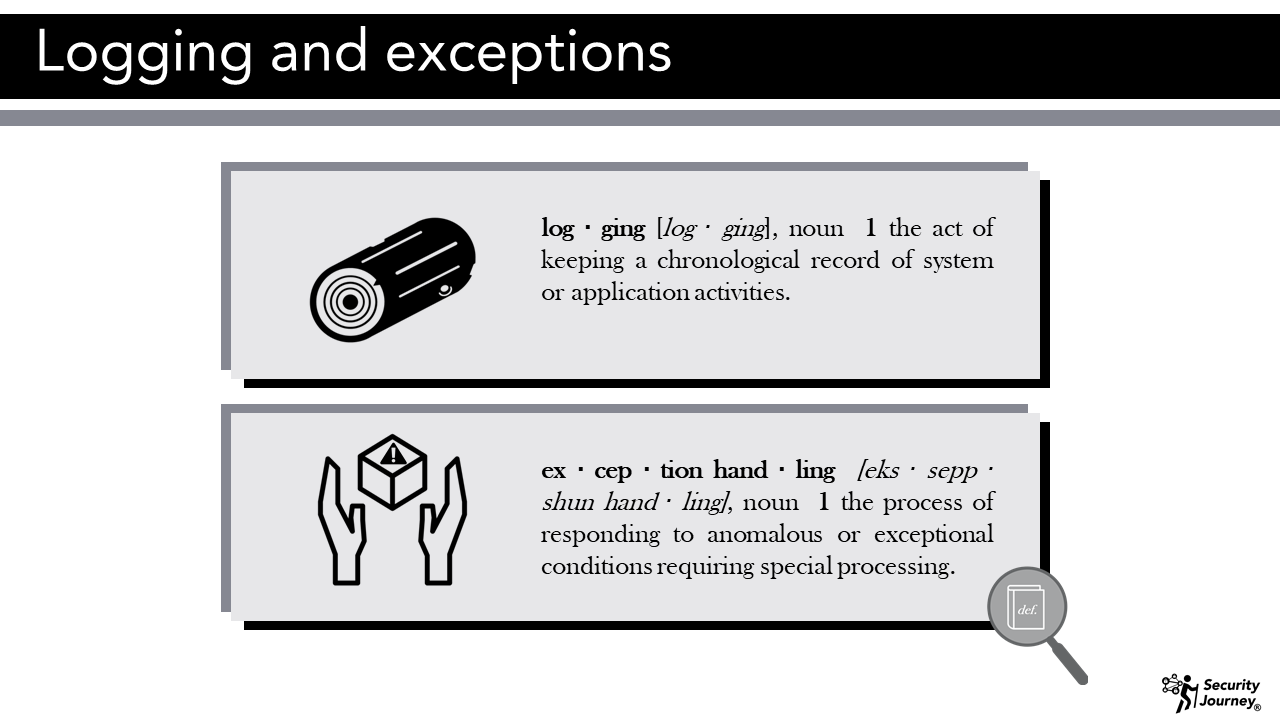 Logging and exceptions
log · ging [log · ging], noun 1 the act of
keeping a chronological record of system
or application activities.
ex · cep · tion hand · ling [eks · sepp ·
shun hand · ling], noun 1 the process of
responding to anomalous or exceptional
conditions requiring special processing.
def.
Security
Journey®